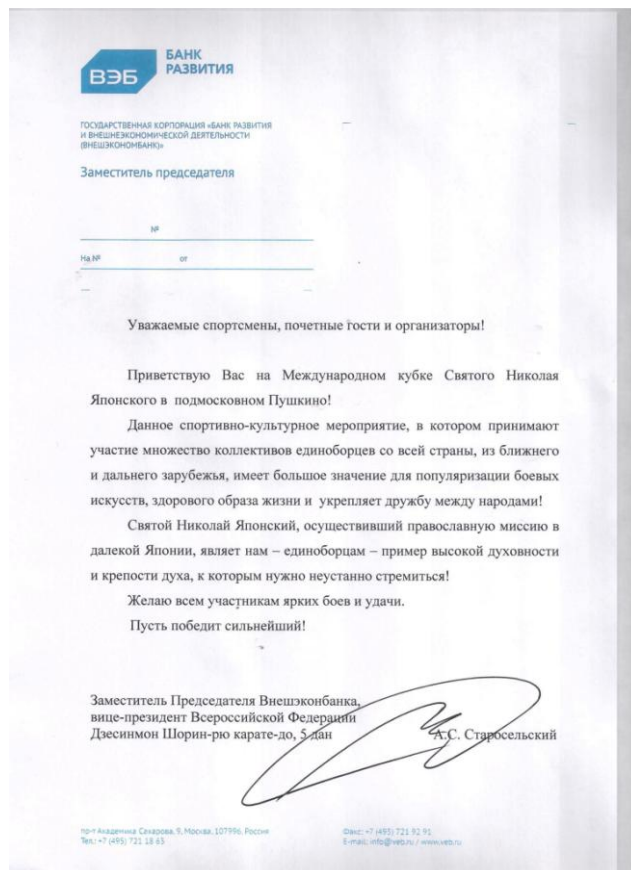 ВЭБ
БАНК
РАЗВИТИЯ
ГОСУДАРСТВЕННАЯ КОРПОРАЦИЯ «БАНК РАЗВИТИЯ
И ВНЕШНЕЭКОНОМИЧЕСКОЙ ДЕЯТЕЛЬНОСТИ
(ВНЕШЭКОНОМБАНК)»
Заместитель председателя
№
На № от
Уважаемые спортсмены, почетные гости и организаторы!
Приветствую Вас на Международном кубке Святого Николая
Японского в подмосковном Пушкино!
Данное спортивно-культурное мероприятие, в котором принимают
участие множество коллективов единоборцев со всей страны, из ближнего
и дальнего зарубежья, имеет большое значение для популяризации боевых
искусств, здорового образа жизни и укрепляет дружбу между народами!
Святой Николай Японский, осуществивший православную миссию в
далекой Японии, являет нам – единоборцам – пример высокой духовности
и крепости духа, к которым нужно неустанно стремиться!
Желаю всем участникам ярких боев и удачи.
Пусть победит сильнейший!
Заместитель Председателя Внешэконбанка,
вице-президент Всероссийской Федерации
Дзесинмон Шорин-рю карате-до, 5 дан А.С. Старосельский
пр-т Академика Сахарова, 9, Москва, 107996, Россия
Тел.: +7 (495) 721 18 63
Факс: +7 (495) 721 92 91
E-mail: info@veb.ru / www.veb.ru